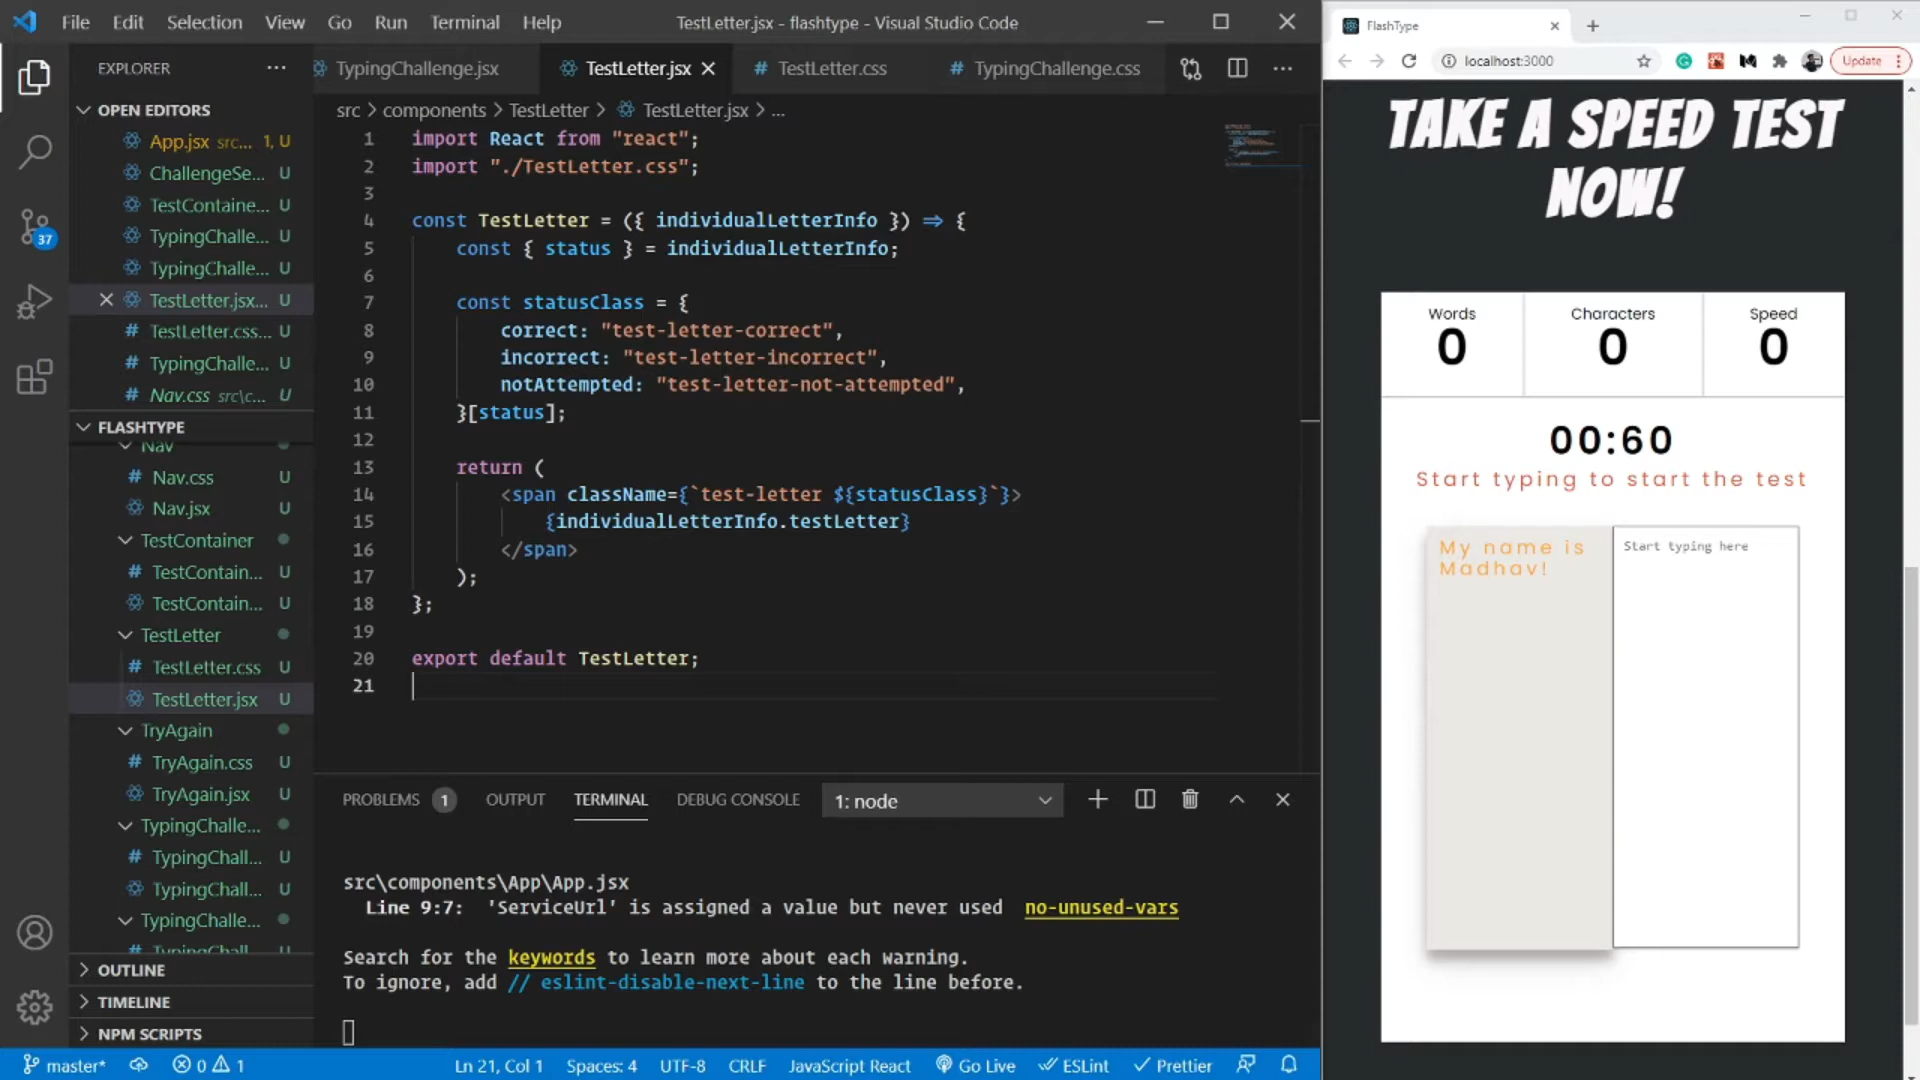 File Edit Selection View Go Run Terminal Help
TestLetter.jsx - flashtype - Visual Studio Code
EXPLORER
OPEN EDITORS
App.jsx src... 1, U
ChallengeSe... U
TestContaine... U
TypingChalle... U
TypingChalle... U
TestLetter.jsx... U
TestLetter.css... U
TypingChalle... U
Nav.css src\c... U
FLASHTYPE
Nav
Nav.css U
Nav.jsx U
TestContainer
TestContain... U
TestContain... U
TestLetter
TestLetter.css U
TestLetter.jsx U
TryAgain
TryAgain.css U
TryAgain.jsx U
TypingChalle...
TypingChall... U
TypingChall... U
TypingChalle...
TypingChall... U
OUTLINE
TIMELINE
NPM SCRIPTS
37
TypingChallenge.jsx TestLetter.jsx TestLetter.css TypingChallenge.css
src > components > TestLetter > TestLetter.jsx > ...
1 import React from "react";
2 import "./TestLetter.css";
3
4 const TestLetter = ({ individualLetterInfo }) => {
5 const { status } = individualLetterInfo;
6
7 const statusClass = {
8 correct: "test-letter-correct",
9 incorrect: "test-letter-incorrect",
10 notAttempted: "test-letter-not-attempted",
11 }[status];
12
13 return (
14 <span className={`test-letter ${statusClass}`}>
15 {individualLetterInfo.testLetter}
16 </span>
17 );
18 };
19
20 export default TestLetter;
21
PROBLEMS 1 OUTPUT TERMINAL DEBUG CONSOLE 1: node
src\components\App\App.jsx
Line 9:7: 'ServiceUrl' is assigned a value but never used no-unused-vars
Search for the keywords to learn more about each warning.
To ignore, add // eslint-disable-next-line to the line before.
master* 0 1 Ln 21, Col 1 Spaces: 4 UTF-8 CRLF JavaScript React Go Live ESLint Prettier
FlashType
localhost:3000
Update
TAKE A SPEED TEST
NOW!
Words Characters Speed
0 0 0
00:60
Start typing to start the test
My name is
Madhav!
Start typing here